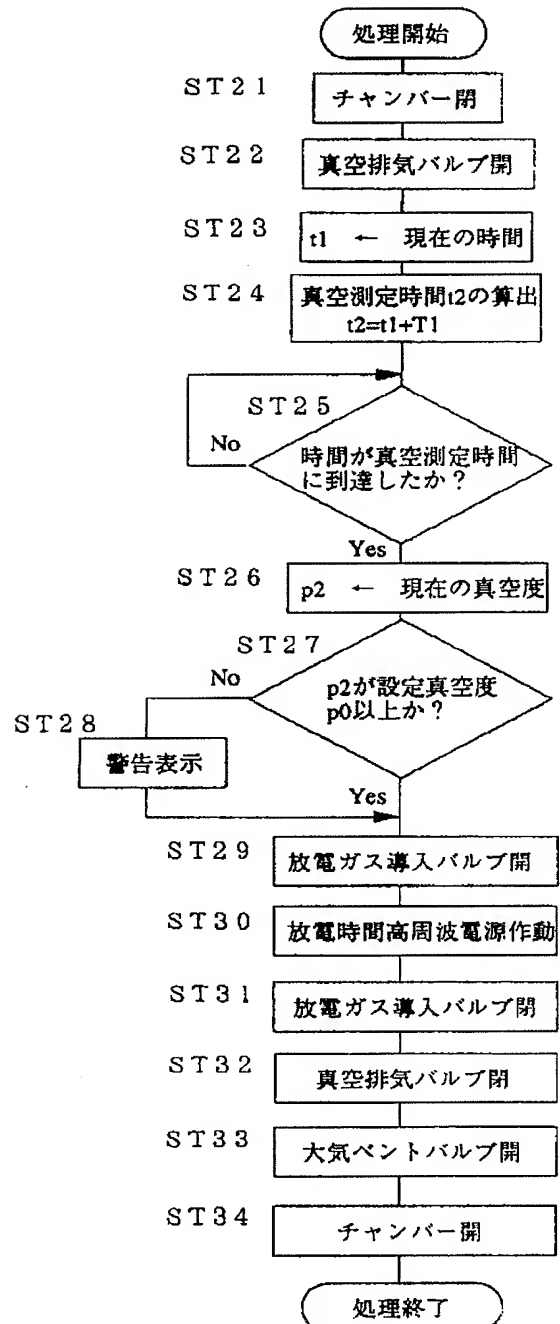 処理開始
ST21
チャンバー閉
ST22
真空排気バルブ開
ST23
t1 ← 現在の時間
ST24
真空測定時間t2の算出
t2=t1+T1
ST25
No
時間が真空測定時間
に到達したか？
Yes
ST26
p2 ← 現在の真空度
ST27
No
p2が設定真空度
p0以上か？
ST28
警告表示
Yes
ST29
放電ガス導入バルブ開
ST30
放電時間高周波電源作動
ST31
放電ガス導入バルブ閉
ST32
真空排気バルブ閉
ST33
大気ベントバルブ開
ST34
チャンバー開
処理終了